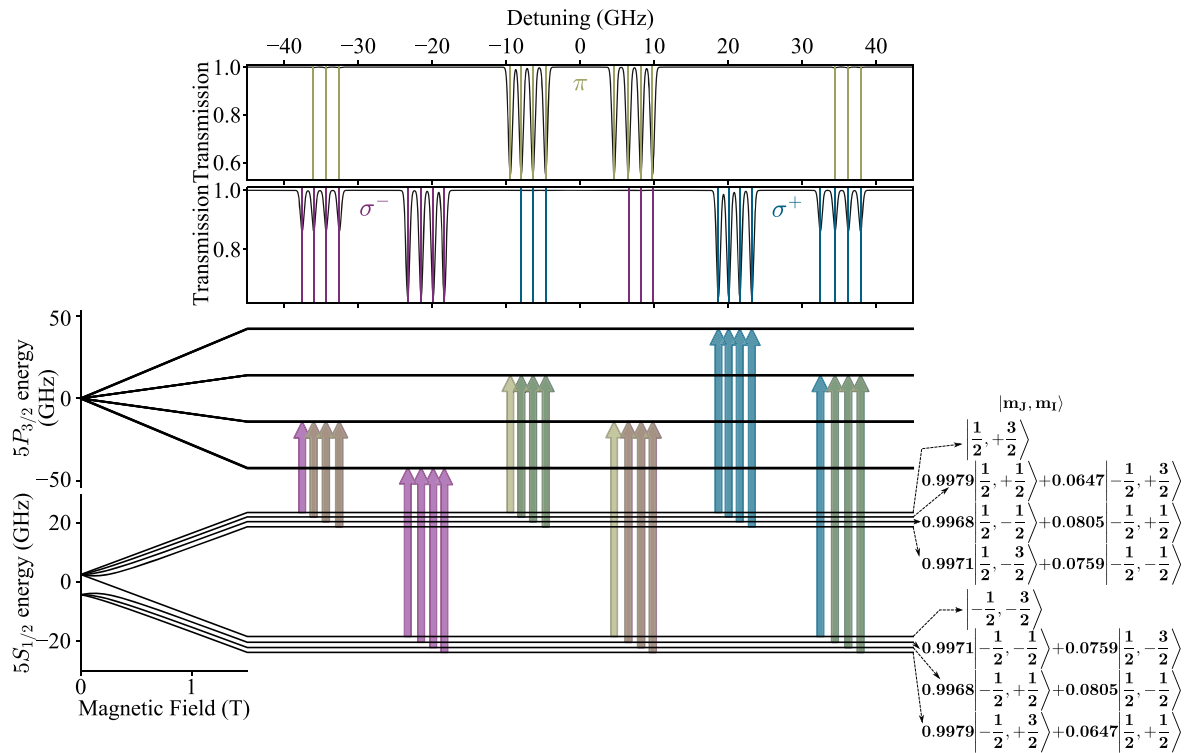 Detuning (GHz)
−40 −30 −20 −10 0 10 20 30 40
Transmission
1.0
0.8
0.6
π
Transmission
1.0
0.8
σ−
σ+
5P3/2 energy
(GHz)
50
0
−50
5S1/2 energy (GHz)
20
0
−20
0 1
Magnetic Field (T)
|mJ, mI⟩
|1/2, +3/2⟩
0.9979|1/2, +1/2⟩+0.0647|−1/2, +3/2⟩
0.9968|1/2, −1/2⟩+0.0805|−1/2, +1/2⟩
0.9971|1/2, −3/2⟩+0.0759|−1/2, −1/2⟩
|−1/2, −3/2⟩
0.9971|−1/2, −1/2⟩+0.0759|1/2, −3/2⟩
0.9968|−1/2, +1/2⟩+0.0805|1/2, −1/2⟩
0.9979|−1/2, +3/2⟩+0.0647|1/2, +1/2⟩